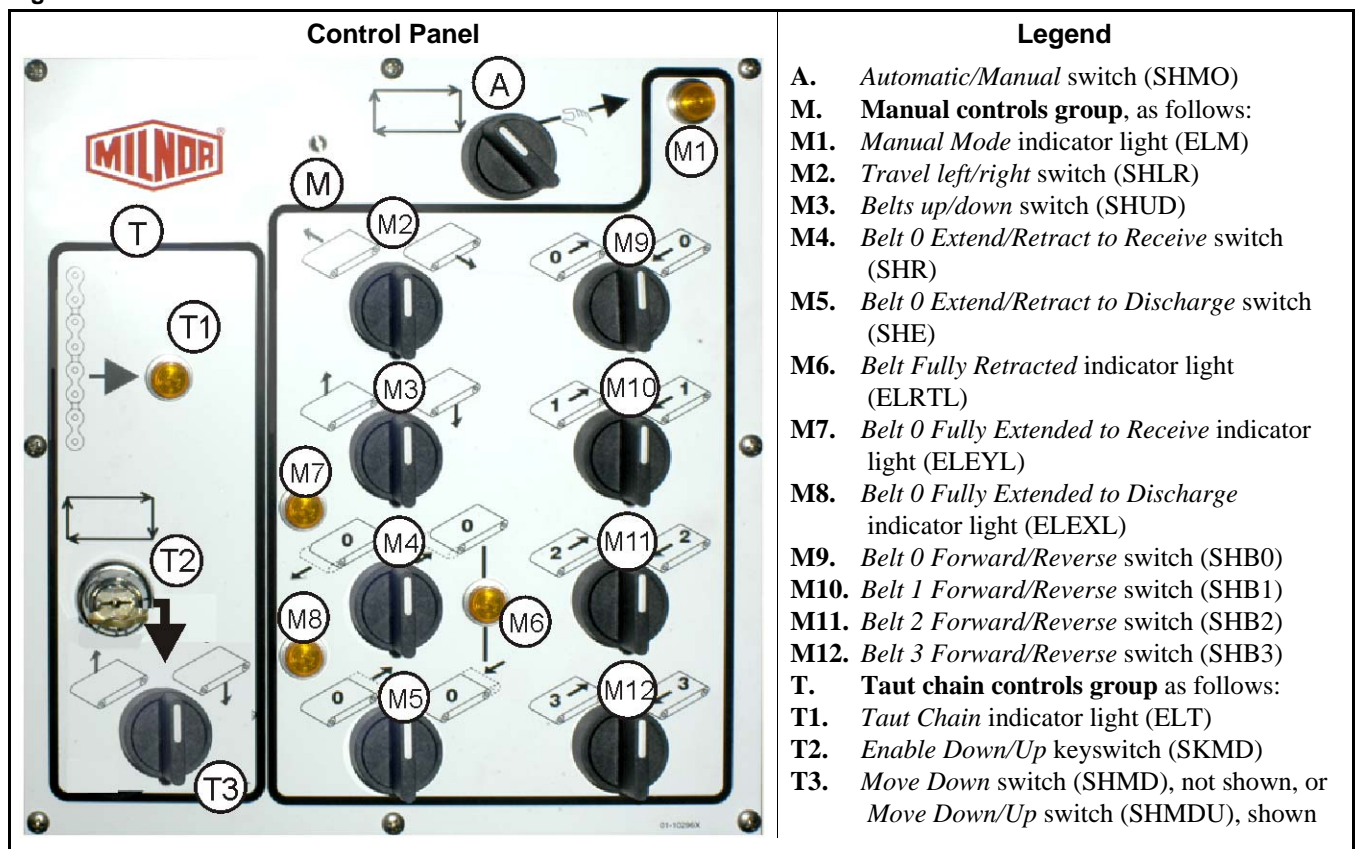 Control Panel
MILNOR®
A
M1
M
T
M2
0
M9
0
T1
M3
1
M10
1
M7
0
M4
0
2
M11
2
T2
M8
M6
0
M5
0
3
M12
3
T3
01-10296X
Legend
A. Automatic/Manual switch (SHMO)
M. Manual controls group, as follows:
M1. Manual Mode indicator light (ELM)
M2. Travel left/right switch (SHLR)
M3. Belts up/down switch (SHUD)
M4. Belt 0 Extend/Retract to Receive switch
(SHR)
M5. Belt 0 Extend/Retract to Discharge switch
(SHE)
M6. Belt Fully Retracted indicator light
(ELRTL)
M7. Belt 0 Fully Extended to Receive indicator
light (ELEYL)
M8. Belt 0 Fully Extended to Discharge
indicator light (ELEXL)
M9. Belt 0 Forward/Reverse switch (SHB0)
M10. Belt 1 Forward/Reverse switch (SHB1)
M11. Belt 2 Forward/Reverse switch (SHB2)
M12. Belt 3 Forward/Reverse switch (SHB3)
T. Taut chain controls group as follows:
T1. Taut Chain indicator light (ELT)
T2. Enable Down/Up keyswitch (SKMD)
T3. Move Down switch (SHMD), not shown, or
Move Down/Up switch (SHMDU), shown